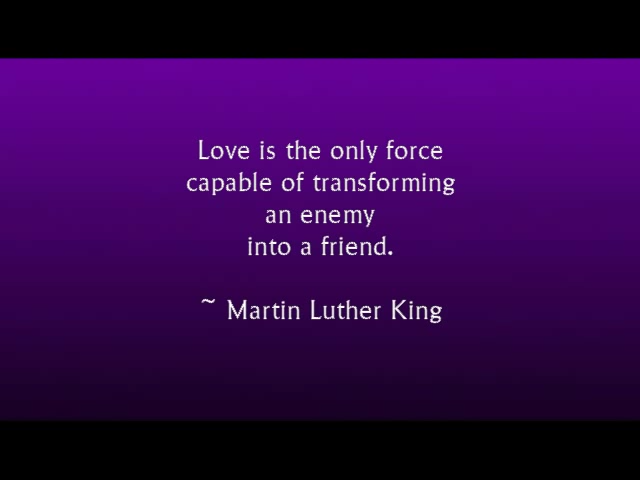 Love is the only force
capable of transforming
an enemy
into a friend.
~ Martin Luther King